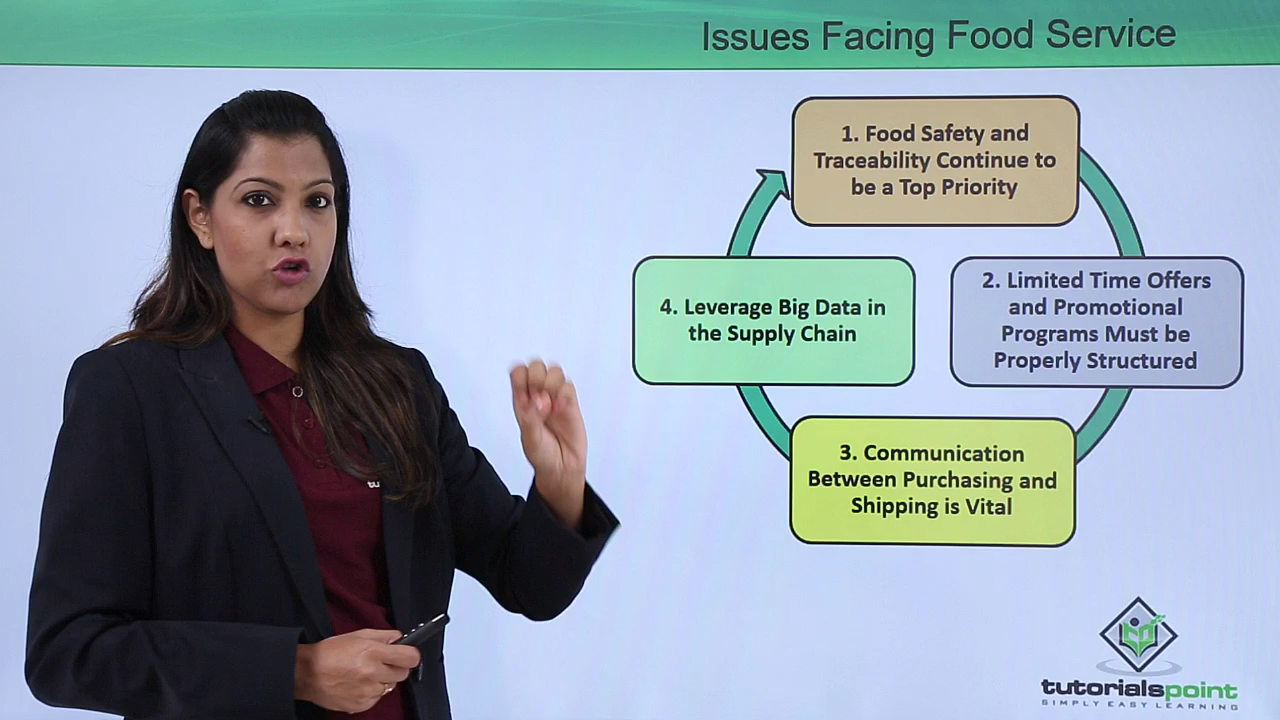 Issues Facing Food Service
1. Food Safety and
Traceability Continue to
be a Top Priority
2. Limited Time Offers
and Promotional
Programs Must be
Properly Structured
3. Communication
Between Purchasing and
Shipping is Vital
4. Leverage Big Data in
the Supply Chain
tu
tutorialspoint
SIMPLY EASY LEARNING